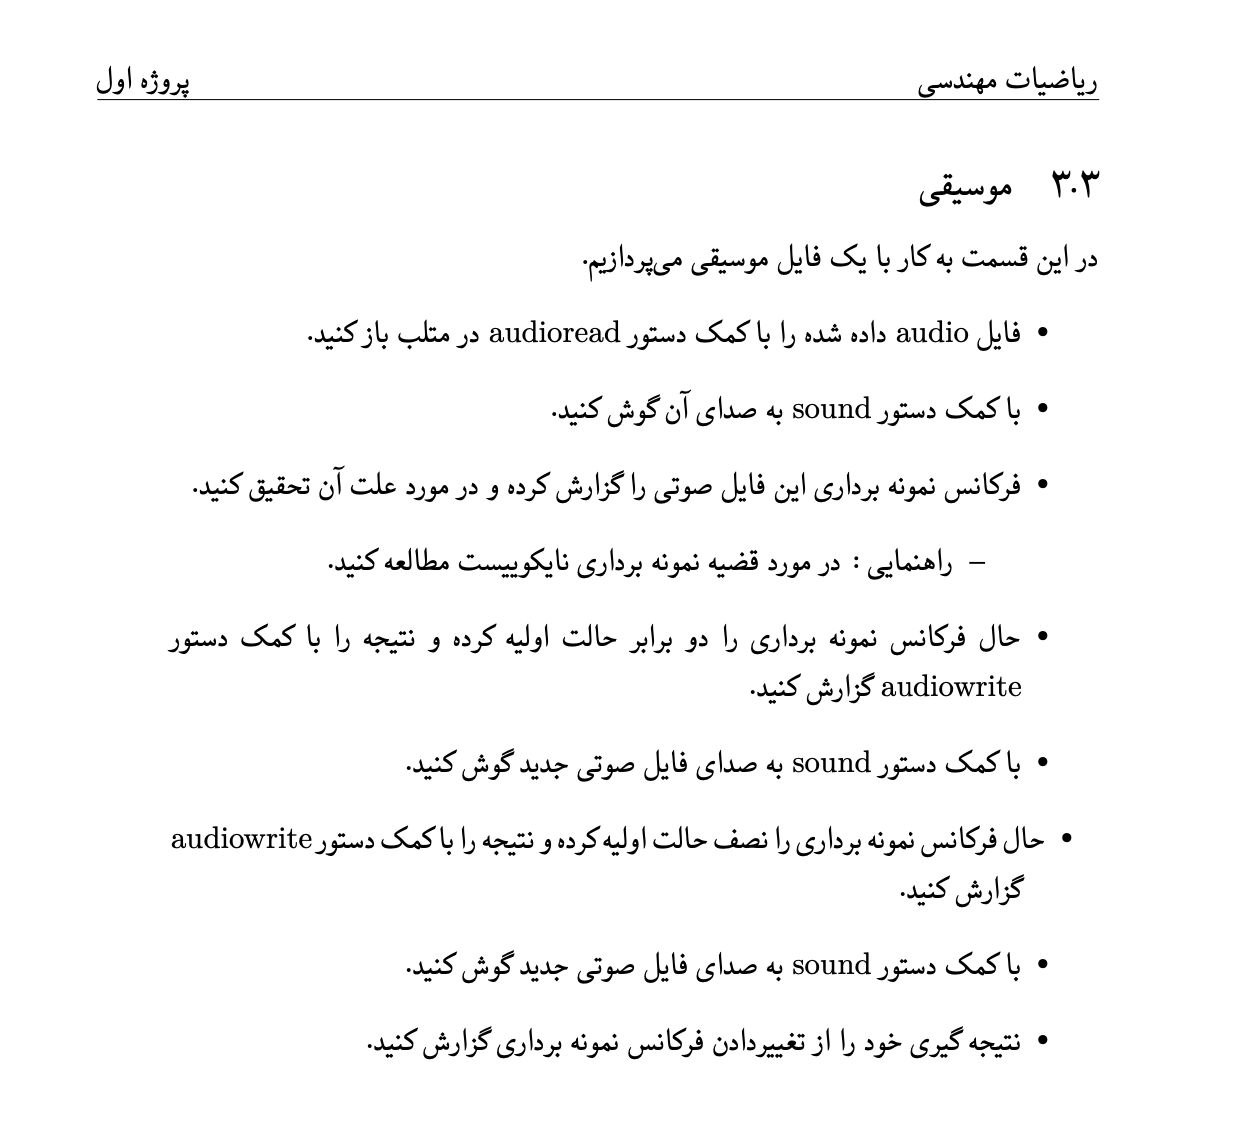 ریاضیات مهندسی پروژه اول
۳.۳ موسیقی
در این قسمت به کار با یک فایل موسیقی می‌پردازیم.
• فایل audio داده شده را با کمک دستور audioread در متلب باز کنید.
• با کمک دستور sound به صدای آن گوش کنید.
• فرکانس نمونه برداری این فایل صوتی را گزارش کرده و در مورد علت آن تحقیق کنید.
– راهنمایی : در مورد قضیه نمونه برداری نایکوییست مطالعه کنید.
• حال فرکانس نمونه برداری را دو برابر حالت اولیه کرده و نتیجه را با کمک دستور
audiowrite گزارش کنید.
• با کمک دستور sound به صدای فایل صوتی جدید گوش کنید.
• حال فرکانس نمونه برداری را نصف حالت اولیه کرده و نتیجه را با کمک دستور audiowrite
گزارش کنید.
• با کمک دستور sound به صدای فایل صوتی جدید گوش کنید.
• نتیجه گیری خود را از تغییردادن فرکانس نمونه برداری گزارش کنید.